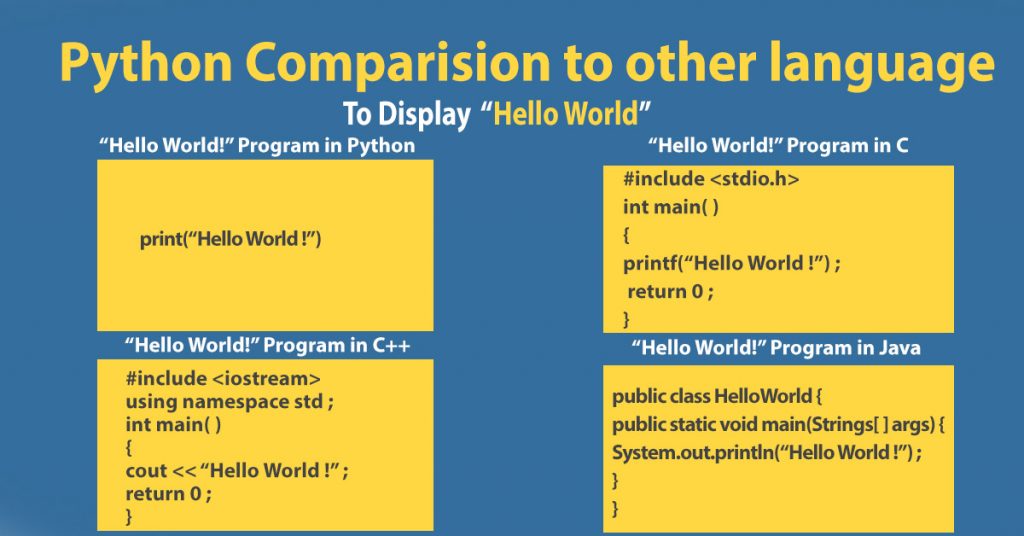 Python Comparision to other language
To Display “Hello World”
“Hello World!” Program in Python
print(“Hello World !”)
“Hello World!” Program in C
#include <stdio.h>
int main( )
{
printf(“Hello World !”) ;
return 0 ;
}
“Hello World!” Program in C++
#include <iostream>
using namespace std ;
int main( )
{
cout << “Hello World !” ;
return 0 ;
}
“Hello World!” Program in Java
public class HelloWorld {
public static void main(Strings[ ] args) {
System.out.println(“Hello World !”) ;
}
}